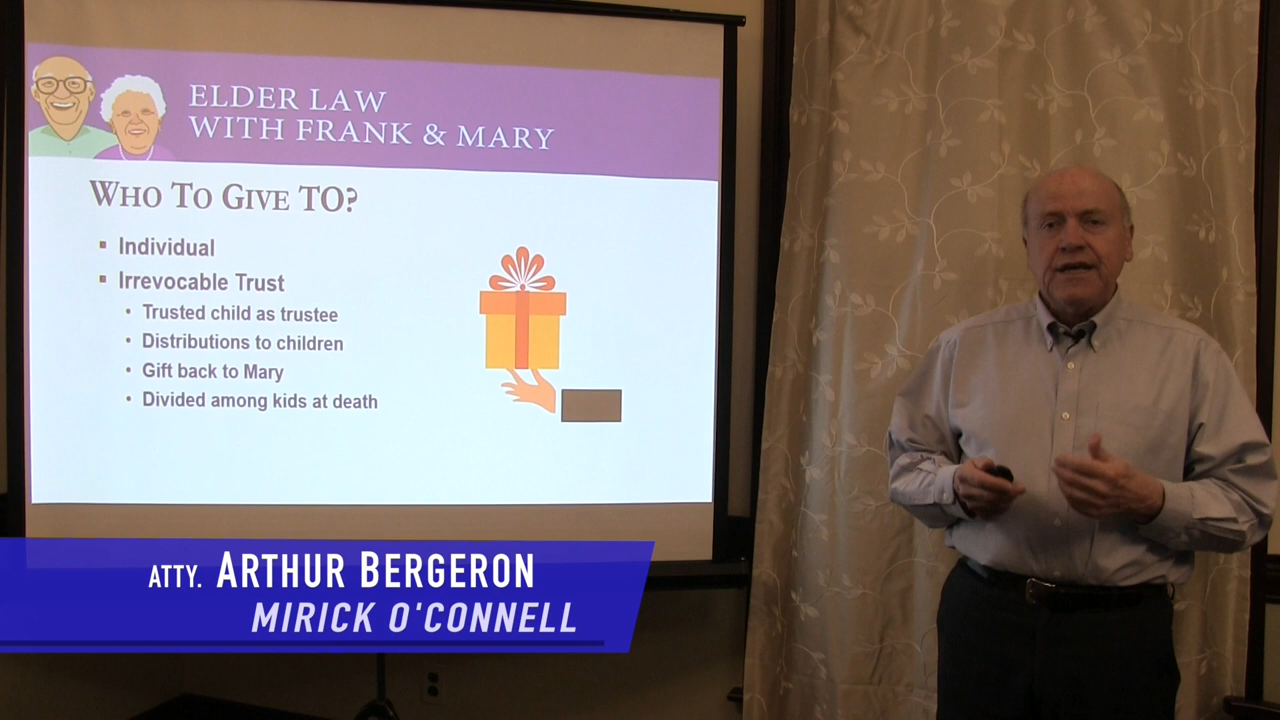 ELDER LAW
WITH FRANK & MARY
WHO TO GIVE TO?
▪ Individual
▪ Irrevocable Trust
• Trusted child as trustee
• Distributions to children
• Gift back to Mary
• Divided among kids at death
ATTY. ARTHUR BERGERON
MIRICK O'CONNELL